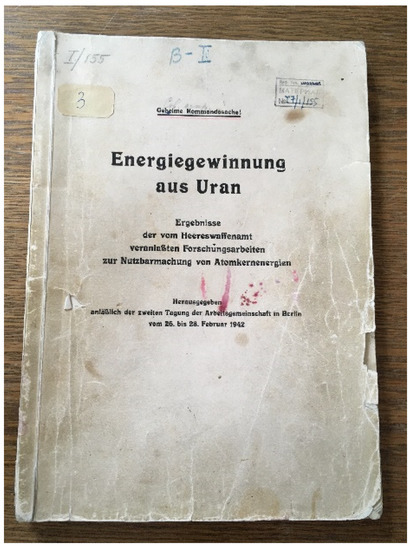 I/155
B-I
3
Geheime Kommandosache!
Energiegewinnung
aus Uran
Ergebnisse
der vom Heereswaffenamt
veranlaßten Forschungsarbeiten
zur Nutzbarmachung von Atomkernenergien
Herausgegeben
anläßlich der zweiten Tagung der Arbeitsgemeinschaft in Berlin
vom 26. bis 28. Februar 1942